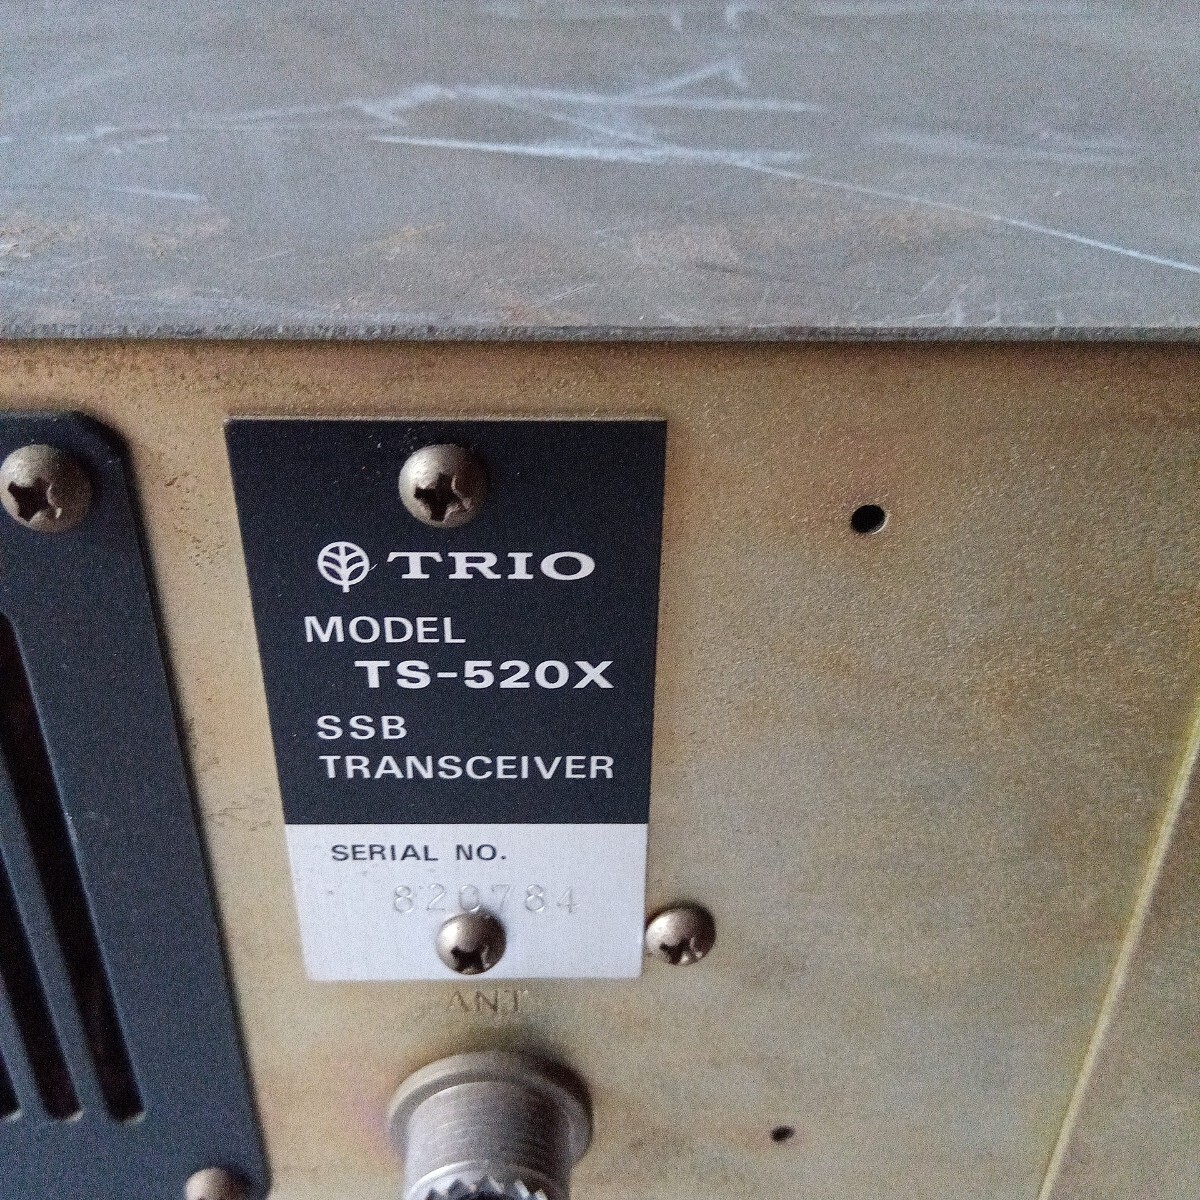 TRIO
MODEL
TS-520X
SSB
TRANSCEIVER
SERIAL NO.
820784
ANT